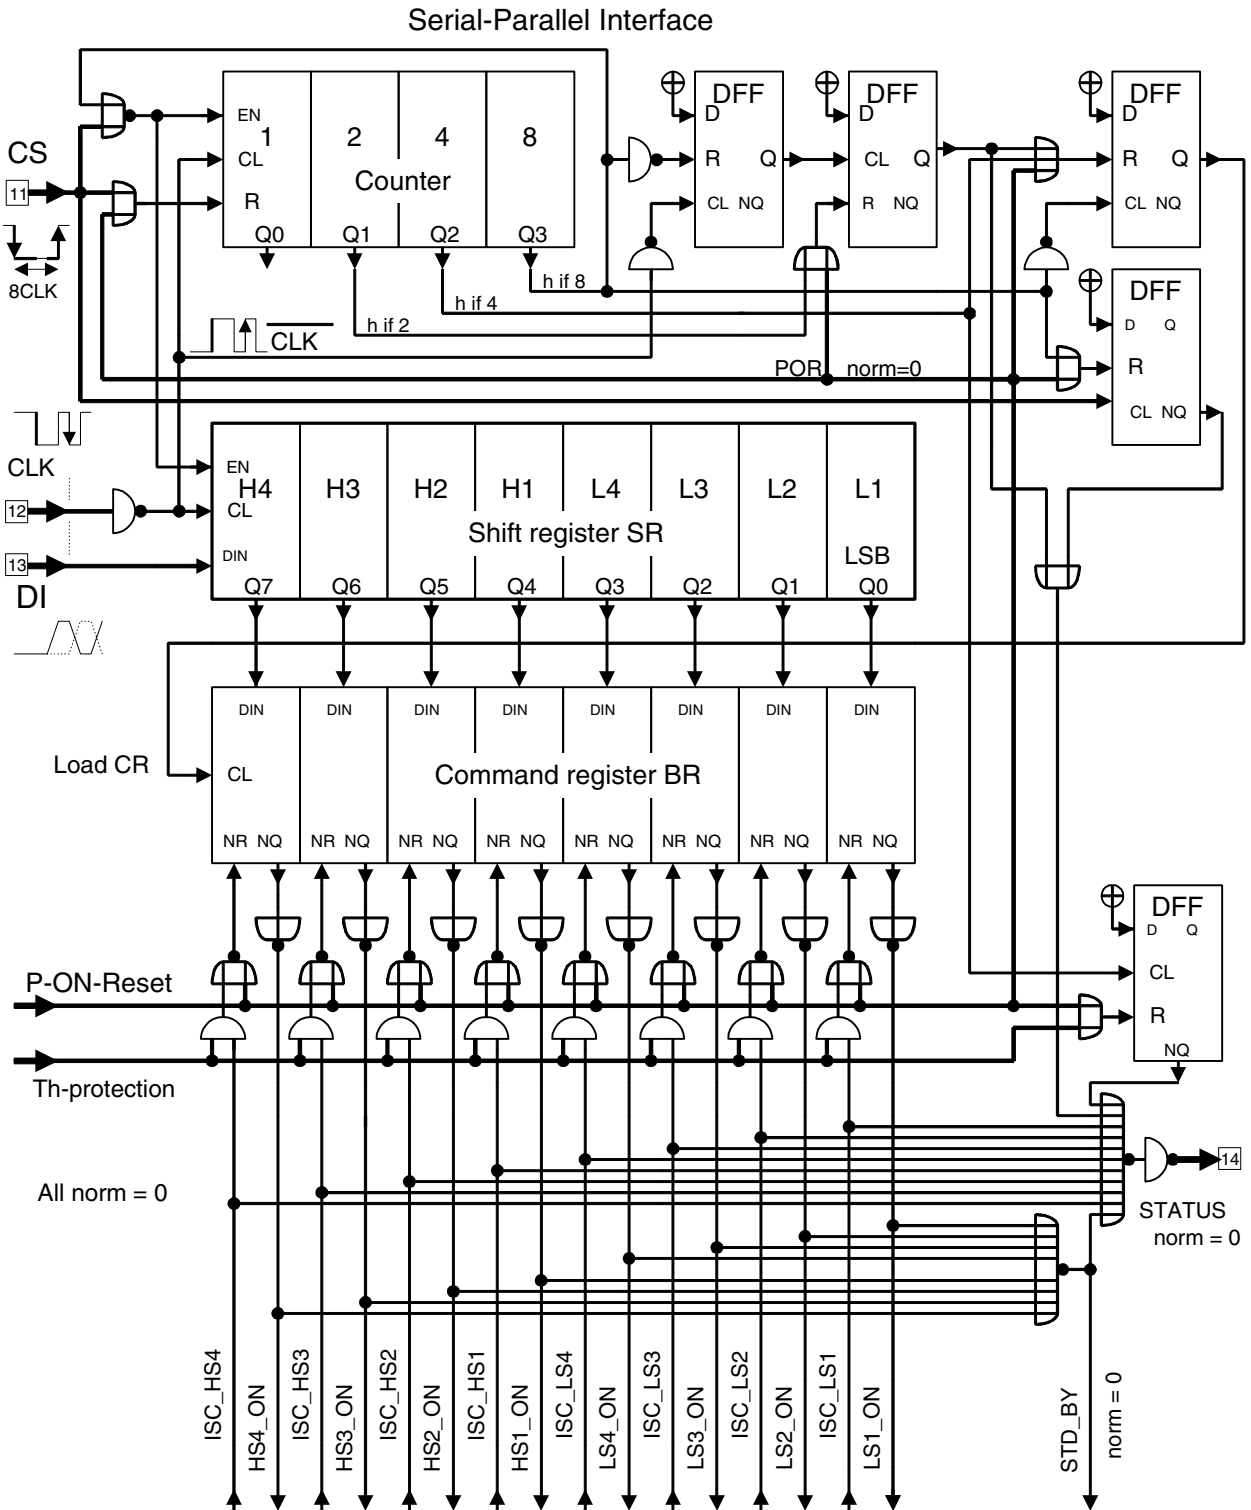 Serial-Parallel Interface
DFF DFF DFF
D D D
EN 1 2 4 8
CS CL R Q CL Q R Q
11 Counter
R CL NQ R NQ CL NQ
Q0 Q1 Q2 Q3
8CLK
h if 8
h if 4
h if 2
CLK
DFF
D Q
POR norm=0
R
CL NQ
CLK
EN
H4 H3 H2 H1 L4 L3 L2 L1
12 CL
Shift register SR
DIN LSB
13
DI
Q7 Q6 Q5 Q4 Q3 Q2 Q1 Q0
DIN DIN DIN DIN DIN DIN DIN DIN
Load CR
CL Command register BR
NR NQ NR NQ NR NQ NR NQ NR NQ NR NQ NR NQ NR NQ
DFF
D Q
CL
P-ON-Reset
R
NQ
Th-protection
14
All norm = 0
STATUS
norm = 0
ISC_HS4
HS4_ON
ISC_HS3
HS3_ON
ISC_HS2
HS2_ON
ISC_HS1
HS1_ON
ISC_LS4
LS4_ON
ISC_LS3
LS3_ON
ISC_LS2
LS2_ON
ISC_LS1
LS1_ON
STD_BY
norm = 0